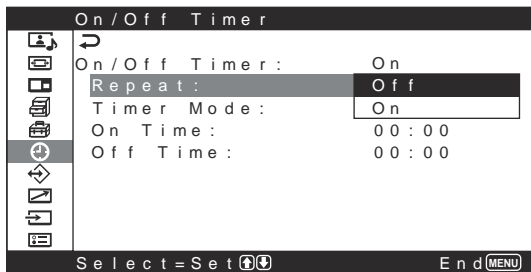 On/Off Timer
On/Off Timer: On
Repeat: Off
Timer Mode: On
On Time: 00:00
Off Time: 00:00
Select=Set End MENU